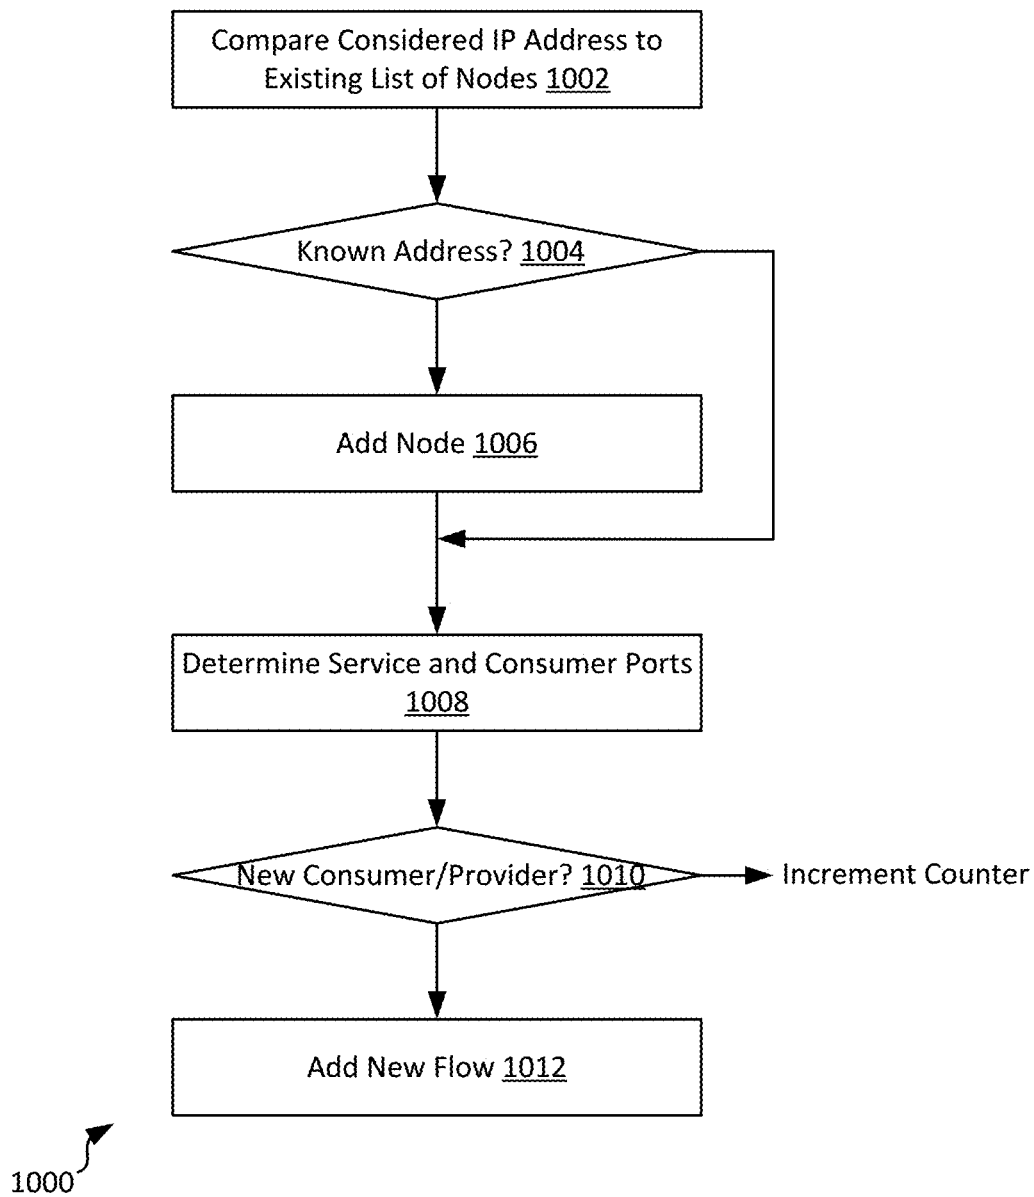 Compare Considered IP Address to
Existing List of Nodes 1002
Known Address? 1004
Add Node 1006
Determine Service and Consumer Ports
1008
New Consumer/Provider? 1010
Increment Counter
Add New Flow 1012
1000